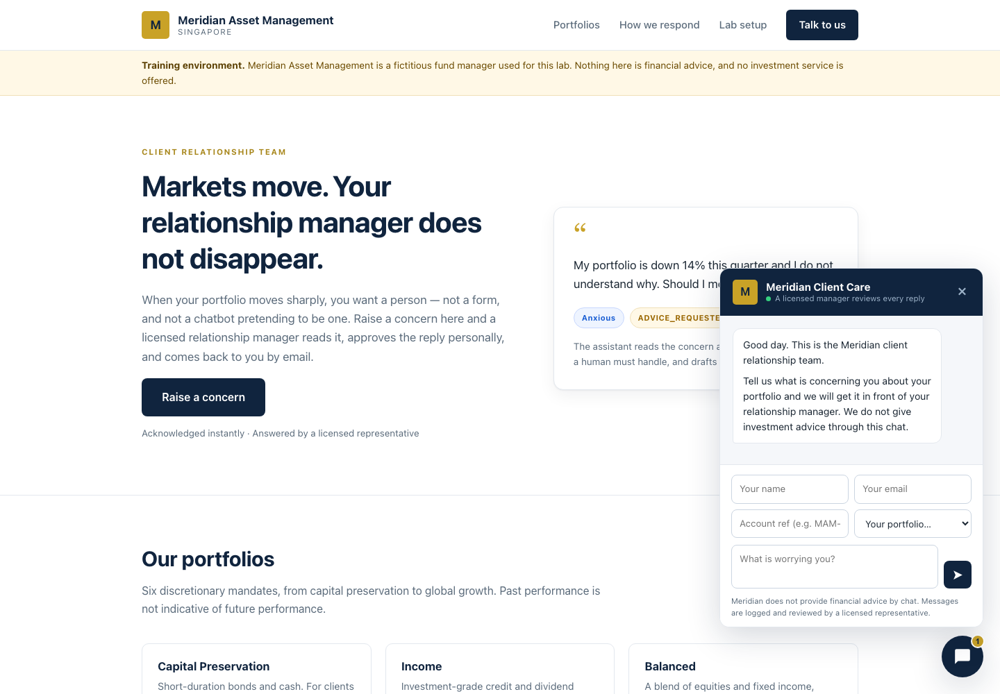 M
Meridian Asset Management
SINGAPORE
Portfolios
How we respond
Lab setup
Talk to us
Training environment. Meridian Asset Management is a fictitious fund manager used for this lab. Nothing here is financial advice, and no investment service is
offered.
CLIENT RELATIONSHIP TEAM
Markets move. Your
relationship manager does
not disappear.
When your portfolio moves sharply, you want a person — not a form,
and not a chatbot pretending to be one. Raise a concern here and a
licensed relationship manager reads it, approves the reply personally,
and comes back to you by email.
Raise a concern
Acknowledged instantly · Answered by a licensed representative
“
My portfolio is down 14% this quarter and I do not
understand why. Should I
Anxious
ADVICE_REQUESTE
The assistant reads the concern
a human must handle, and drafts
M
Meridian Client Care
A licensed manager reviews every reply
Good day. This is the Meridian client
relationship team.
Tell us what is concerning you about your
portfolio and we will get it in front of your
relationship manager. We do not give
investment advice through this chat.
Your name
Your email
Account ref (e.g. MAM-
Your portfolio...
What is worrying you?
Meridian does not provide financial advice by chat. Messages
are logged and reviewed by a licensed representative.
1
Our portfolios
Six discretionary mandates, from capital preservation to global growth. Past performance is
not indicative of future performance.
Capital Preservation
Short-duration bonds and cash. For clients
Income
Investment-grade credit and dividend
Balanced
A blend of equities and fixed income,